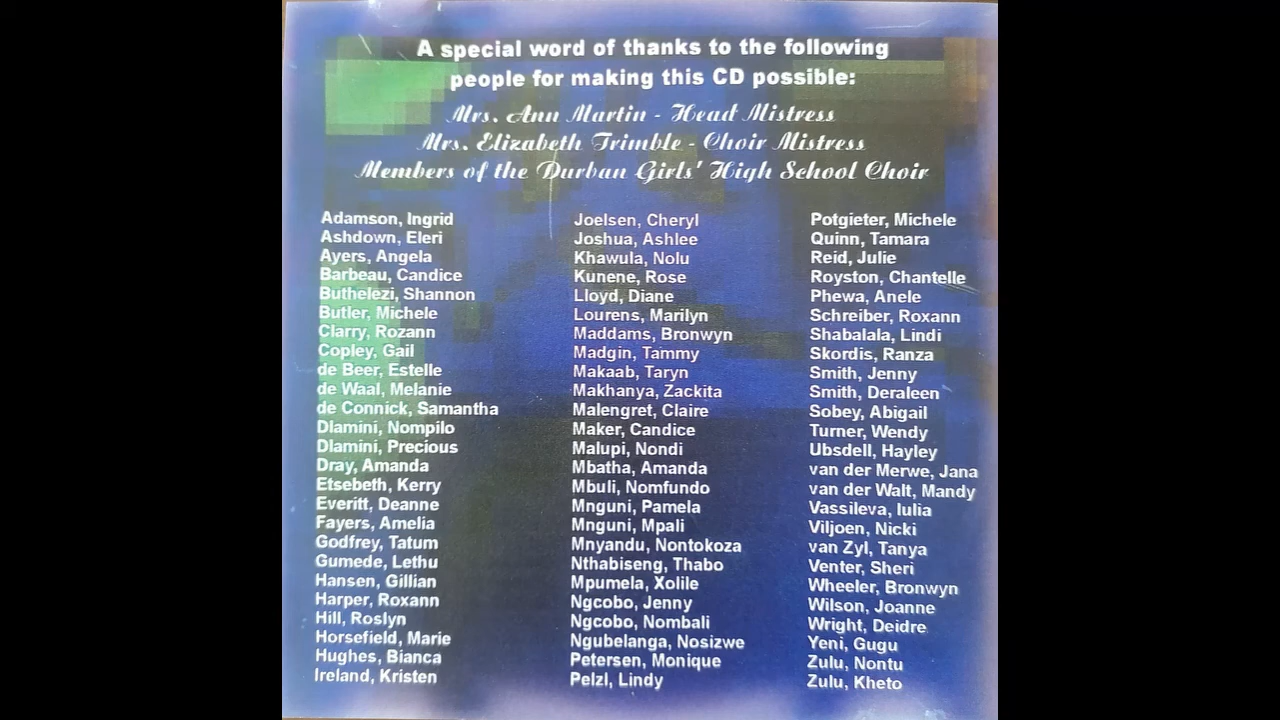 A special word of thanks to the following
people for making this CD possible:
Mrs. Ann Martin - Head Mistress
Mrs. Elizabeth Trimble - Choir Mistress
Members of the Durban Girls' High School Choir
Adamson, Ingrid
Ashdown, Eleri
Ayers, Angela
Barbeau, Candice
Buthelezi, Shannon
Butler, Michele
Clarry, Rozann
Copley, Gail
de Beer, Estelle
de Waal, Melanie
de Connick, Samantha
Dlamini, Nompilo
Dlamini, Precious
Dray, Amanda
Etsebeth, Kerry
Everitt, Deanne
Fayers, Amelia
Godfrey, Tatum
Gumede, Lethu
Hansen, Gillian
Harper, Roxann
Hill, Roslyn
Horsefield, Marie
Hughes, Bianca
Ireland, Kristen
Joelsen, Cheryl
Joshua, Ashlee
Khawula, Nolu
Kunene, Rose
Lloyd, Diane
Lourens, Marilyn
Maddams, Bronwyn
Madgin, Tammy
Makaab, Taryn
Makhanya, Zackita
Malengret, Claire
Maker, Candice
Malupi, Nondi
Mbatha, Amanda
Mbuli, Nomfundo
Mnguni, Pamela
Mnguni, Mpali
Mnyandu, Nontokoza
Nthabiseng, Thabo
Mpumela, Xolile
Ngcobo, Jenny
Ngcobo, Nombali
Ngubelanga, Nosizwe
Petersen, Monique
Pelzl, Lindy
Potgieter, Michele
Quinn, Tamara
Reid, Julie
Royston, Chantelle
Phewa, Anele
Schreiber, Roxann
Shabalala, Lindi
Skordis, Ranza
Smith, Jenny
Smith, Deraleen
Sobey, Abigail
Turner, Wendy
Ubsdell, Hayley
van der Merwe, Jana
van der Walt, Mandy
Vassileva, Iulia
Viljoen, Nicki
van Zyl, Tanya
Venter, Sheri
Wheeler, Bronwyn
Wilson, Joanne
Wright, Deidre
Yeni, Gugu
Zulu, Nontu
Zulu, Kheto